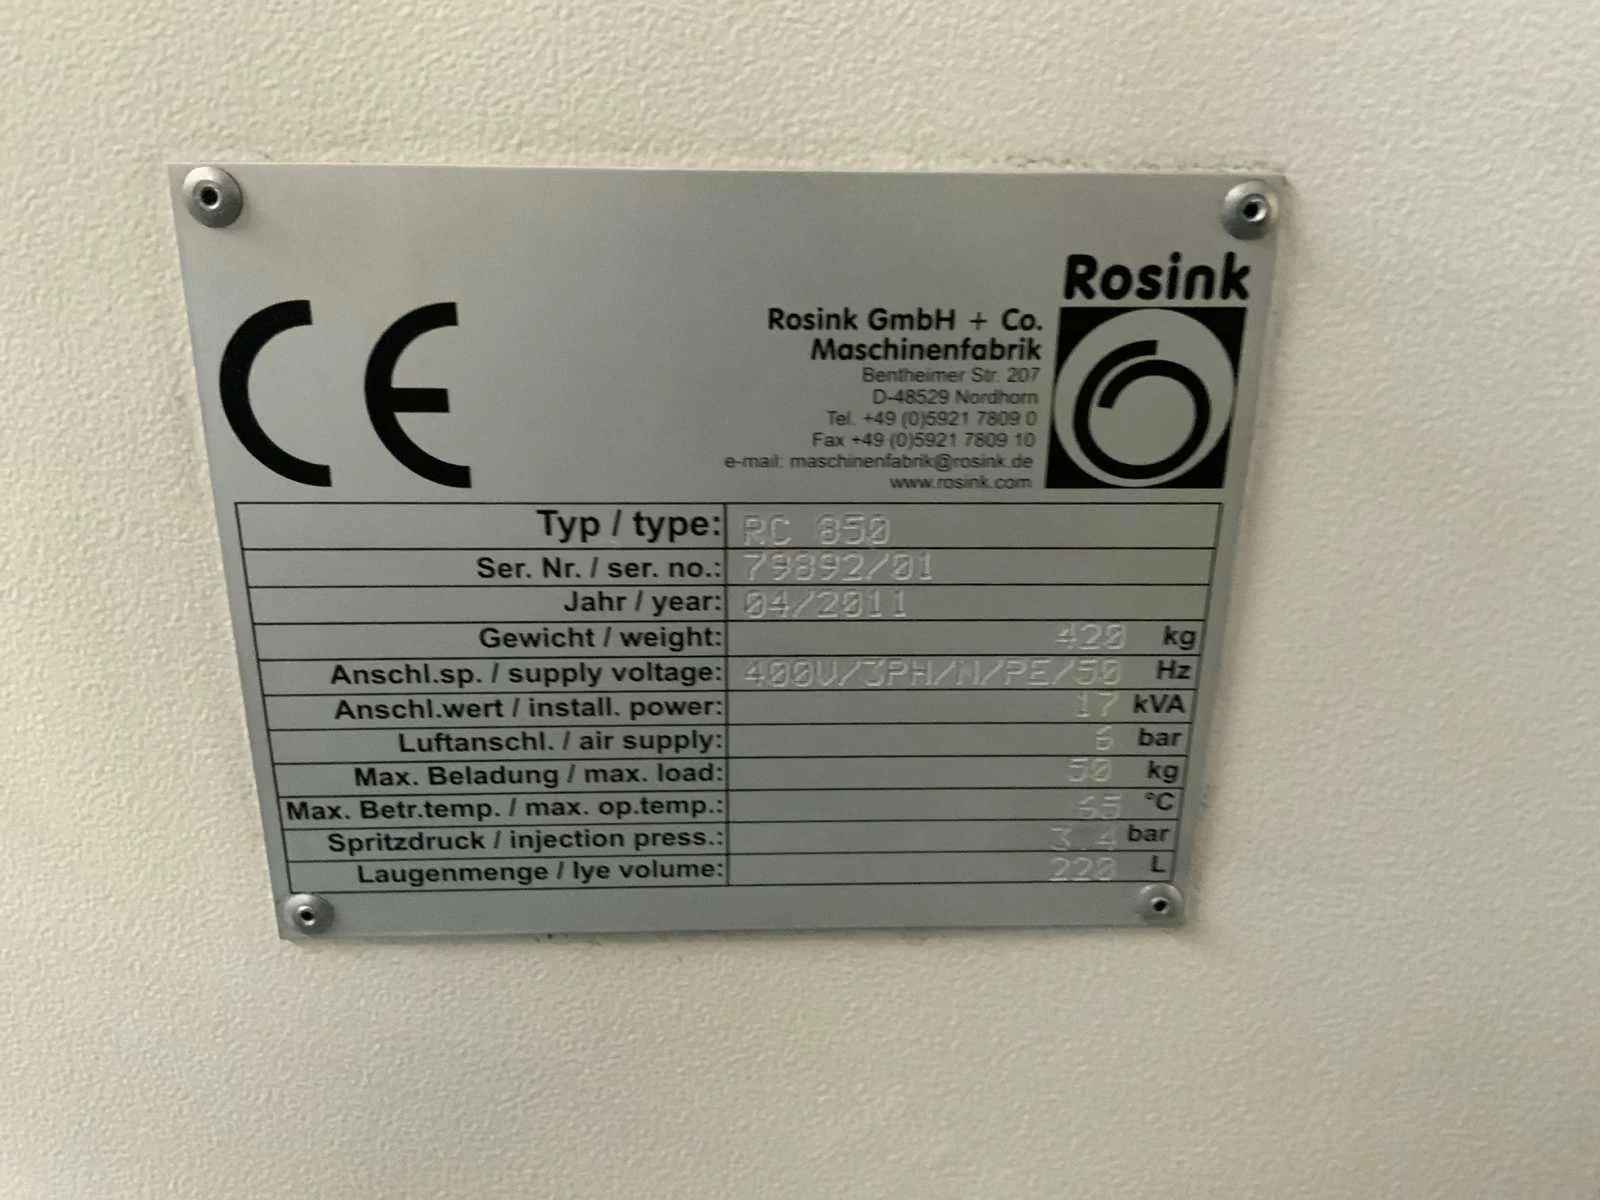 CE
Rosink
Rosink GmbH + Co.
Maschinenfabrik
Bentheimer Str. 207
D-48529 Nordhorn
Tel. +49 (0)5921 7809 0
Fax +49 (0)5921 7809 10
e-mail: maschinenfabrik@rosink.de
www.rosink.com
Typ / type: RC 850
Ser. Nr. / ser. no.: 79892/01
Jahr / year: 04/2011
Gewicht / weight: 420 kg
Anschl.sp. / supply voltage: 400V/3PH/N/PE/50 Hz
Anschl.wert / install. power: 17 kVA
Luftanschl. / air supply: 6 bar
Max. Beladung / max. load: 50 kg
Max. Betr.temp. / max. op.temp.: 65 °C
Spritzdruck / injection press.: 3.4 bar
Laugenmenge / lye volume: 220 L